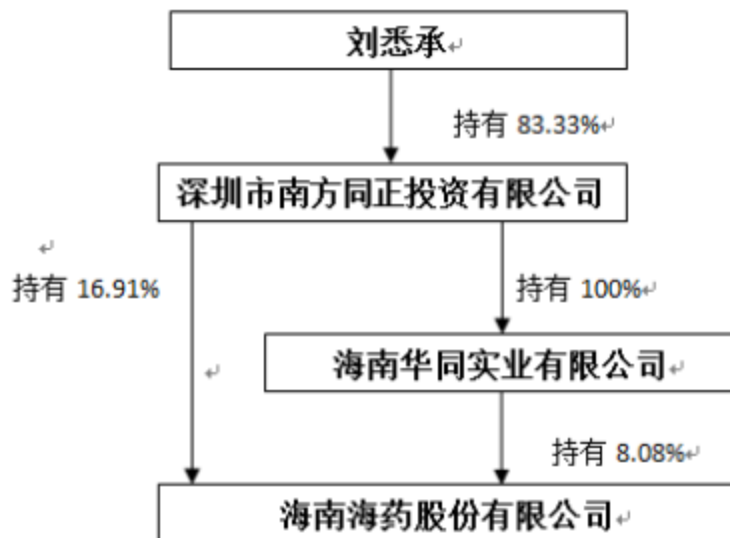 刘悉承
持有 83.33%
深圳市南方同正投资有限公司
持有 16.91%
持有 100%
海南华同实业有限公司
持有 8.08%
海南海药股份有限公司